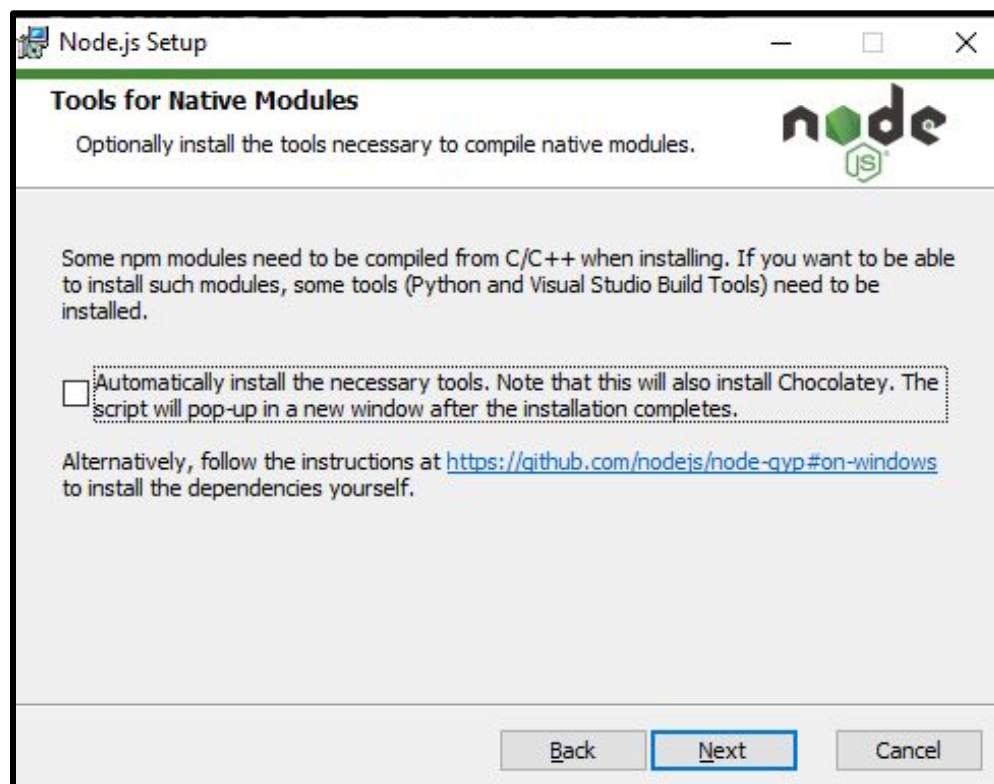 Node.js Setup
Tools for Native Modules
Optionally install the tools necessary to compile native modules.
node
JS
Some npm modules need to be compiled from C/C++ when installing. If you want to be able
to install such modules, some tools (Python and Visual Studio Build Tools) need to be
installed.
Automatically install the necessary tools. Note that this will also install Chocolatey. The
script will pop-up in a new window after the installation completes.
Alternatively, follow the instructions at https://github.com/nodejs/node-gyp#on-windows
to install the dependencies yourself.
Back Next Cancel